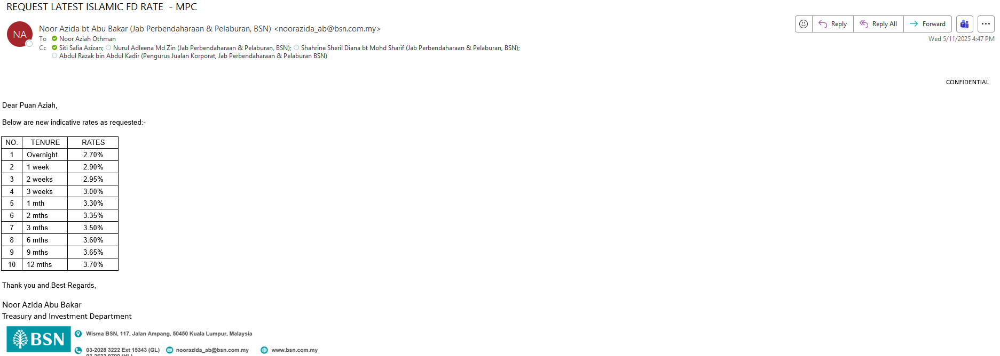 REQUEST LATEST ISLAMIC FD RATE - MPC
NA
Noor Azida bt Abu Bakar (Jab Perbendaharaan & Pelaburan, BSN) <noorazida_ab@bsn.com.my>
To Noor Aziah Othman
Cc Siti Salia Azizan; Nurul Adleena Md Zin (Jab Perbendaharaan & Pelaburan, BSN); Shahrine Sheril Diana bt Mohd Sharif (Jab Perbendaharaan & Pelaburan, BSN);
Abdul Razak bin Abdul Kadir (Pengurus Jualan Korporat, Jab Perbendaharaan & Pelaburan BSN)
Reply Reply All Forward
Wed 5/11/2025 4:47 PM
CONFIDENTIAL
Dear Puan Aziah,
Below are new indicative rates as requested:-
NO. TENURE RATES
1 Overnight 2.70%
2 1 week 2.90%
3 2 weeks 2.95%
4 3 weeks 3.00%
5 1 mth 3.30%
6 2 mths 3.35%
7 3 mths 3.50%
8 6 mths 3.60%
9 9 mths 3.65%
10 12 mths 3.70%
Thank you and Best Regards,
Noor Azida Abu Bakar
Treasury and Investment Department
BSN
Wisma BSN, 117, Jalan Ampang, 50450 Kuala Lumpur, Malaysia
03-2028 3222 Ext 15343 (GL) noorazida_ab@bsn.com.my www.bsn.com.my